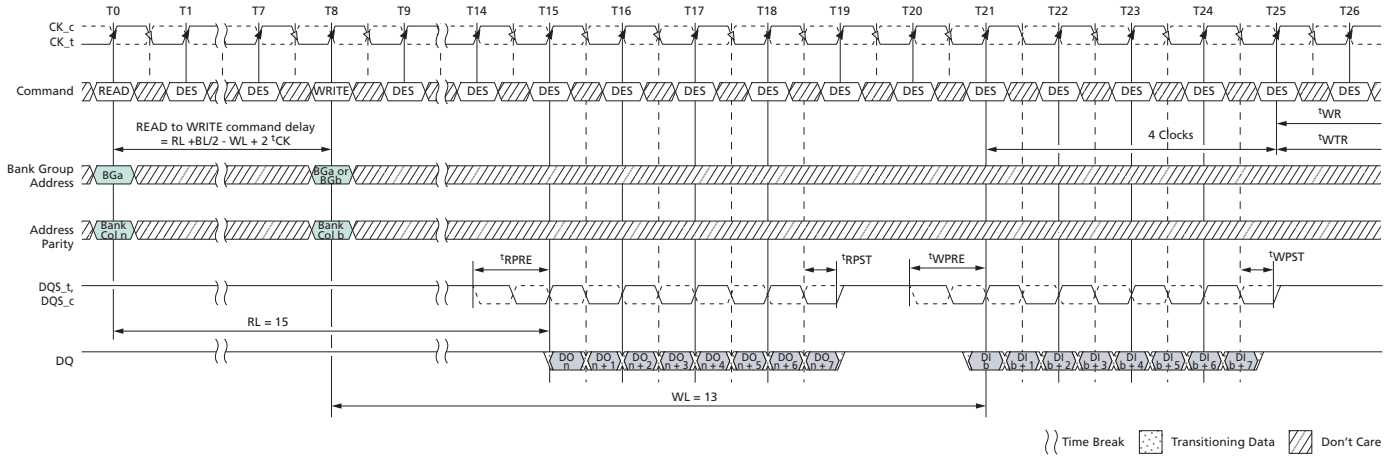 T0 T1 T7 T8 T9 T14 T15 T16 T17 T18 T19 T20 T21 T22 T23 T24 T25 T26
CK_c
CK_t
Command READ DES DES WRITE DES DES DES DES DES DES DES DES DES DES DES DES DES DES
tWR
READ to WRITE command delay
= RL +BL/2 - WL + 2 tCK
4 Clocks
tWTR
Bank Group
Address
BGa
BGa or
BGb
Address
Parity
Bank
Col n
Bank
Col b
tRPRE tRPST tWPRE tWPST
DQS_t,
DQS_c
RL = 15
DQ
DO
n
DO
n + 1
DO
n + 2
DO
n + 3
DO
n + 4
DO
n + 5
DO
n + 6
DO
n + 7
DI
b
DI
b + 1
DI
b + 2
DI
b + 3
DI
b + 4
DI
b + 5
DI
b + 6
DI
b + 7
WL = 13
Time Break Transitioning Data Don't Care